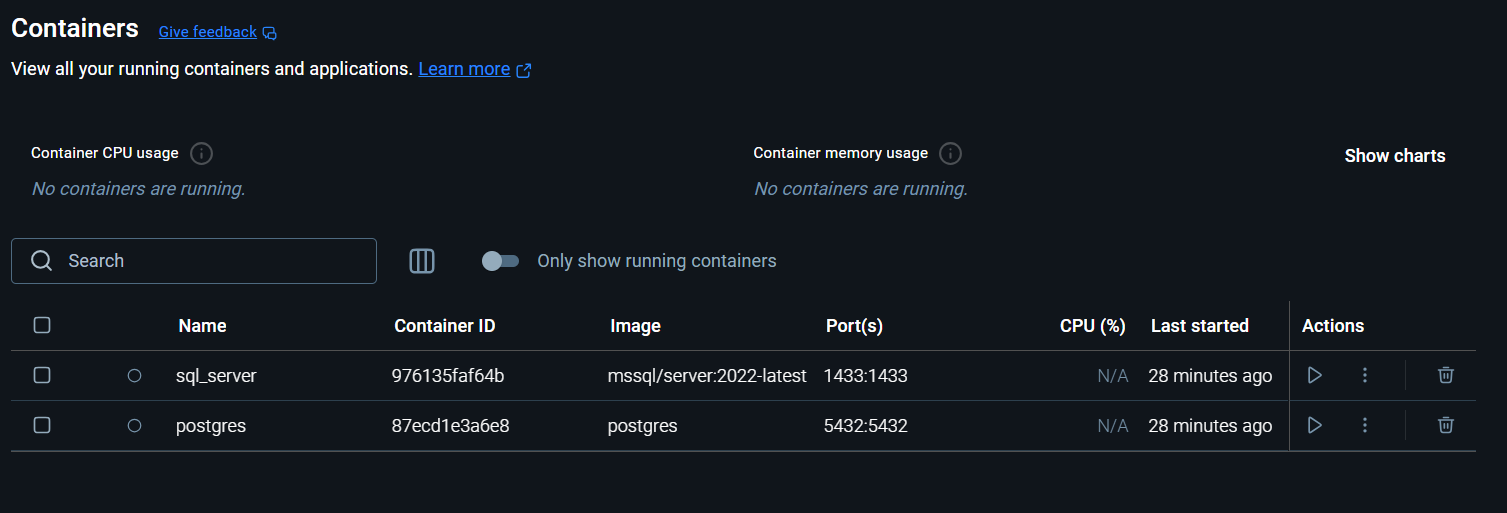 Containers Give feedback
View all your running containers and applications. Learn more
Container CPU usage Container memory usage Show charts
No containers are running. No containers are running.
Search Only show running containers
Name Container ID Image Port(s) CPU (%) Last started Actions
sql_server 976135faf64b mssql/server:2022-latest 1433:1433 N/A 28 minutes ago
postgres 87ecd1e3a6e8 postgres 5432:5432 N/A 28 minutes ago